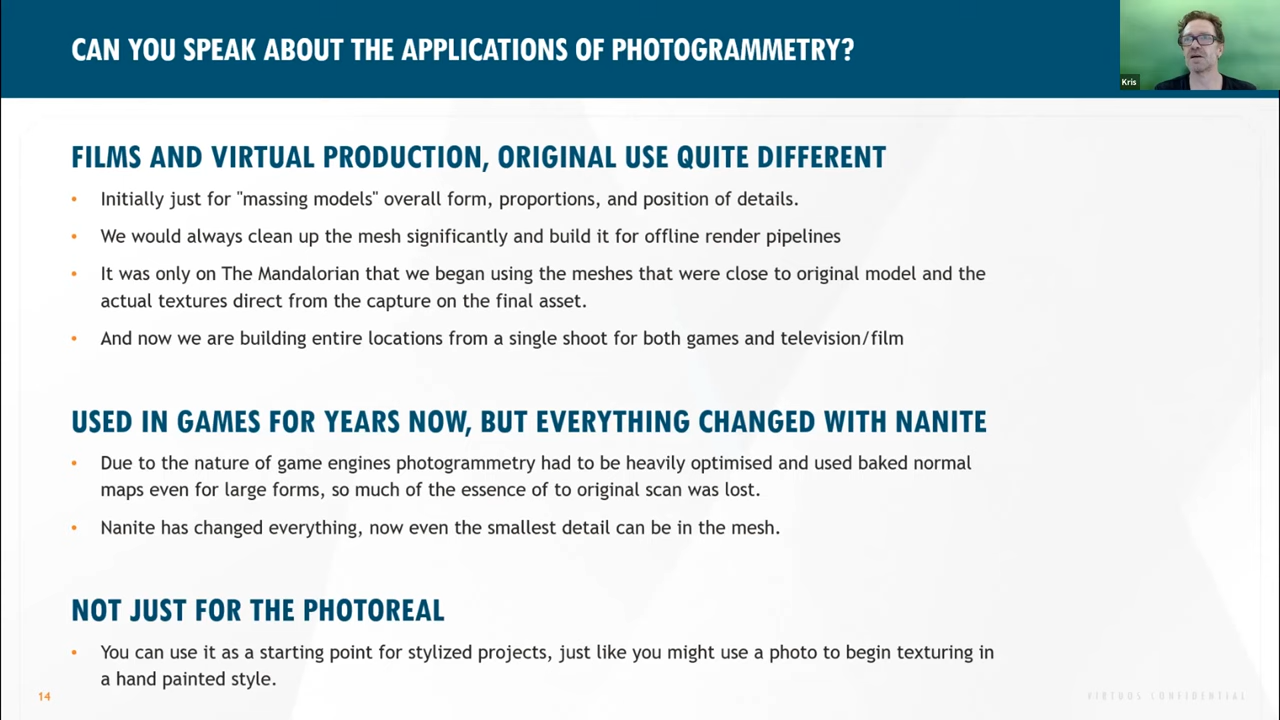 CAN YOU SPEAK ABOUT THE APPLICATIONS OF PHOTOGRAMMETRY?
Kris
FILMS AND VIRTUAL PRODUCTION, ORIGINAL USE QUITE DIFFERENT
• Initially just for "massing models" overall form, proportions, and position of details.
• We would always clean up the mesh significantly and build it for offline render pipelines
• It was only on The Mandalorian that we began using the meshes that were close to original model and the
actual textures direct from the capture on the final asset.
• And now we are building entire locations from a single shoot for both games and television/film
USED IN GAMES FOR YEARS NOW, BUT EVERYTHING CHANGED WITH NANITE
• Due to the nature of game engines photogrammetry had to be heavily optimised and used baked normal
maps even for large forms, so much of the essence of to original scan was lost.
• Nanite has changed everything, now even the smallest detail can be in the mesh.
NOT JUST FOR THE PHOTOREAL
• You can use it as a starting point for stylized projects, just like you might use a photo to begin texturing in
a hand painted style.
14
VIRTUOS CONFIDENTIAL